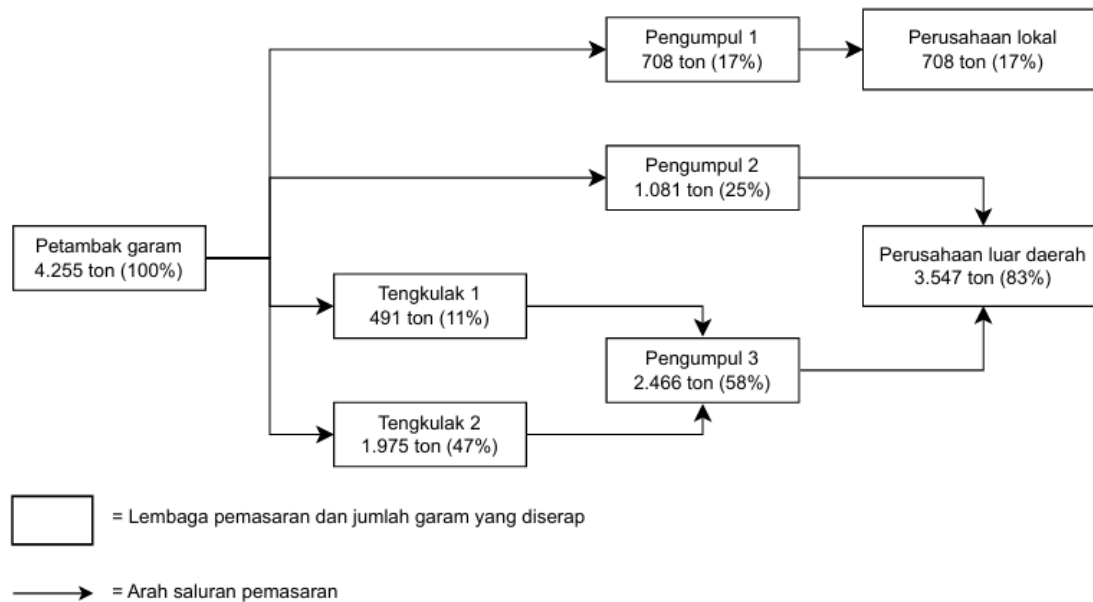 Pengumpul 1
708 ton (17%)
Perusahaan lokal
708 ton (17%)
Pengumpul 2
1.081 ton (25%)
Petambak garam
4.255 ton (100%)
Perusahaan luar daerah
3.547 ton (83%)
Tengkulak 1
491 ton (11%)
Pengumpul 3
2.466 ton (58%)
Tengkulak 2
1.975 ton (47%)
= Lembaga pemasaran dan jumlah garam yang diserap
= Arah saluran pemasaran